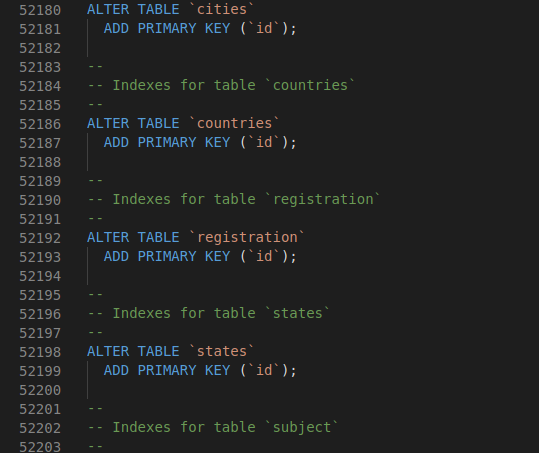 52180 ALTER TABLE `cities`
52181 ADD PRIMARY KEY (`id`);
52182
52183 --
52184 -- Indexes for table `countries`
52185 --
52186 ALTER TABLE `countries`
52187 ADD PRIMARY KEY (`id`);
52188
52189 --
52190 -- Indexes for table `registration`
52191 --
52192 ALTER TABLE `registration`
52193 ADD PRIMARY KEY (`id`);
52194
52195 --
52196 -- Indexes for table `states`
52197 --
52198 ALTER TABLE `states`
52199 ADD PRIMARY KEY (`id`);
52200
52201 --
52202 -- Indexes for table `subject`
52203 --